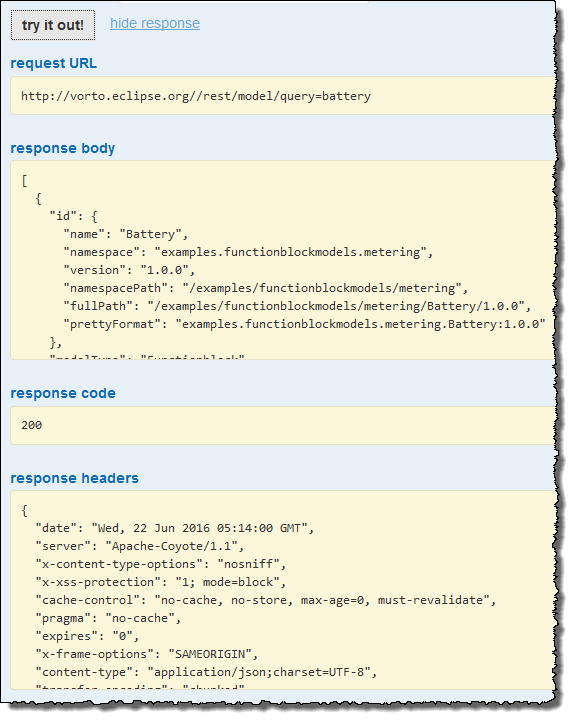 try it out! hide response
request URL
http://vorto.eclipse.org//rest/model/query=battery
response body
[
{
"id": {
"name": "Battery",
"namespace": "examples.functionblockmodels.metering",
"version": "1.0.0",
"namespacePath": "/examples/functionblockmodels/metering",
"fullPath": "/examples/functionblockmodels/metering/Battery/1.0.0",
"prettyFormat": "examples.functionblockmodels.metering.Battery:1.0.0"
},
"modelType": "Functionblock"
response code
200
response headers
{
"date": "Wed, 22 Jun 2016 05:14:00 GMT",
"server": "Apache-Coyote/1.1",
"x-content-type-options": "nosniff",
"x-xss-protection": "1; mode=block",
"cache-control": "no-cache, no-store, max-age=0, must-revalidate",
"pragma": "no-cache",
"expires": "0",
"x-frame-options": "SAMEORIGIN",
"content-type": "application/json;charset=UTF-8",
"transfer-encoding": "chunked"